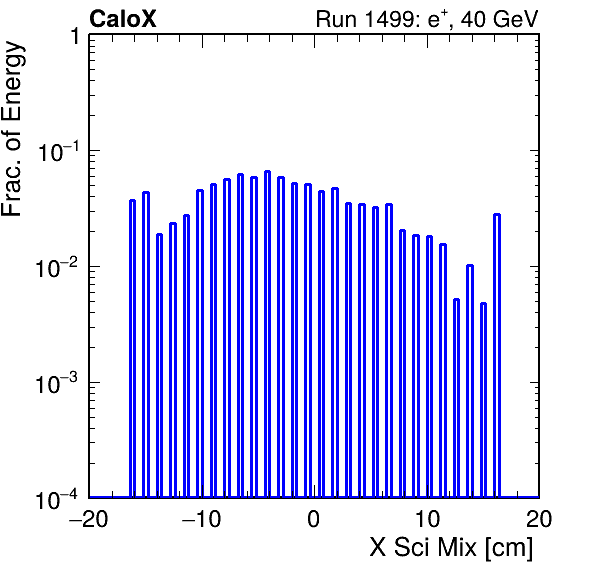 CaloX
Run 1499: e⁺, 40 GeV
Frac. of Energy
1
10⁻¹
10⁻²
10⁻³
10⁻⁴
−20 −10 0 10 20
X Sci Mix [cm]